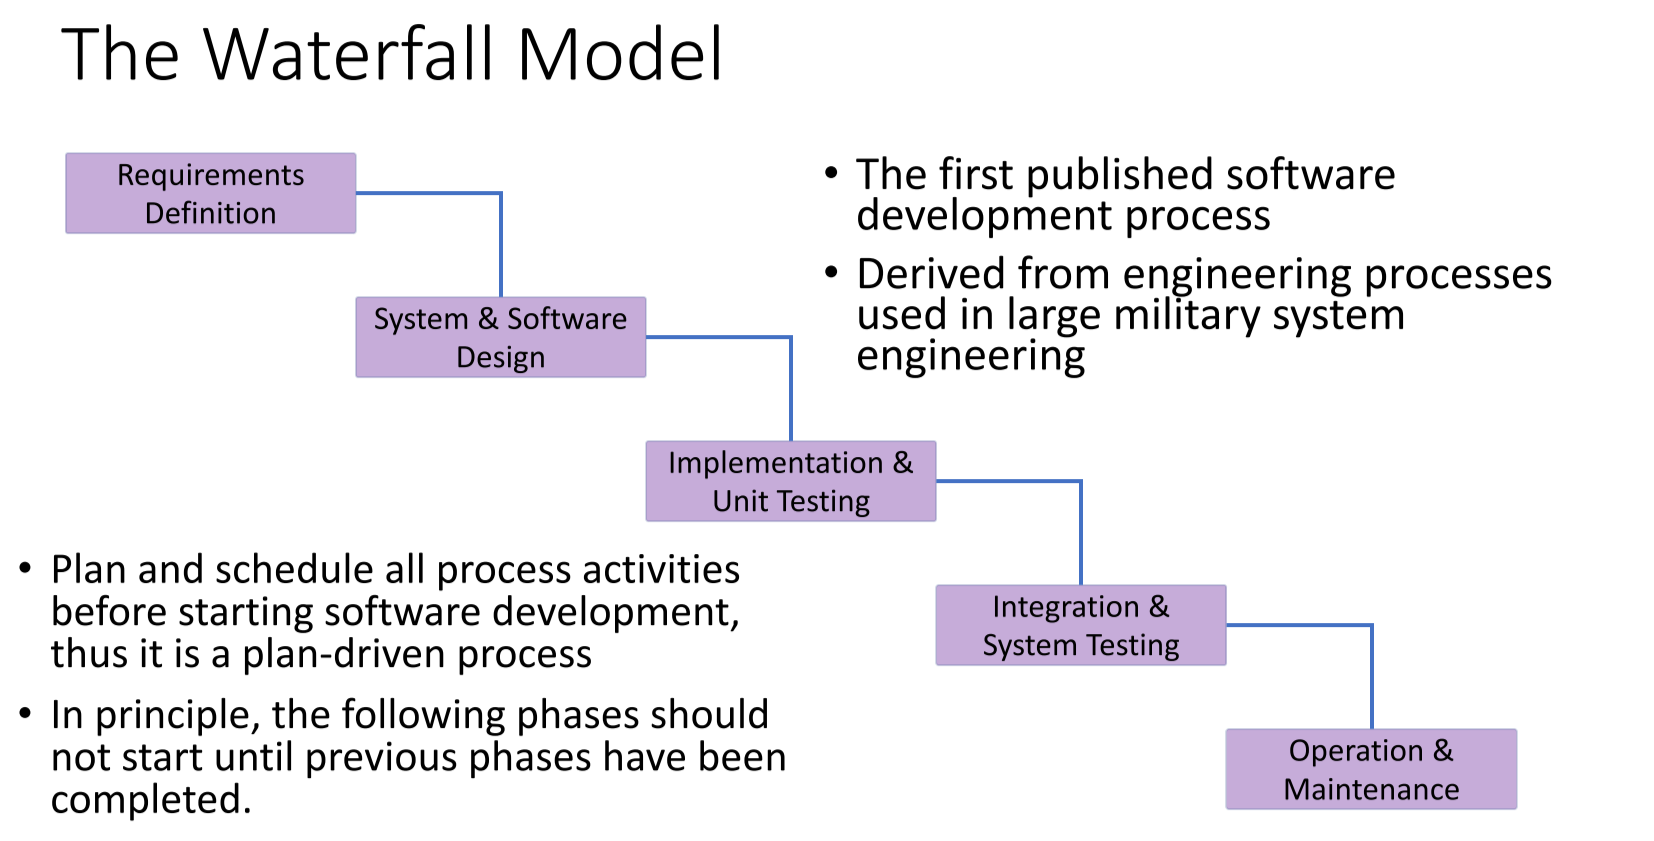 The Waterfall Model
Requirements
Definition
System & Software
Design
Implementation &
Unit Testing
Integration &
System Testing
Operation &
Maintenance
• The first published software
development process
• Derived from engineering processes
used in large military system
engineering
• Plan and schedule all process activities
before starting software development,
thus it is a plan-driven process
• In principle, the following phases should
not start until previous phases have been
completed.